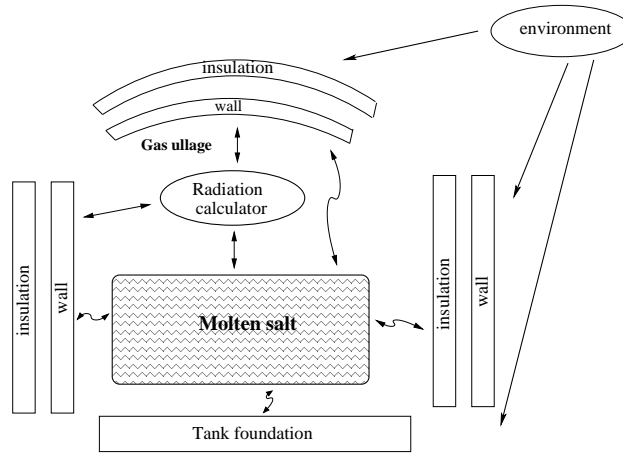 environment
insulation
wall
Gas ullage
Radiation
calculator
insulation
wall
Molten salt
insulation
wall
Tank foundation